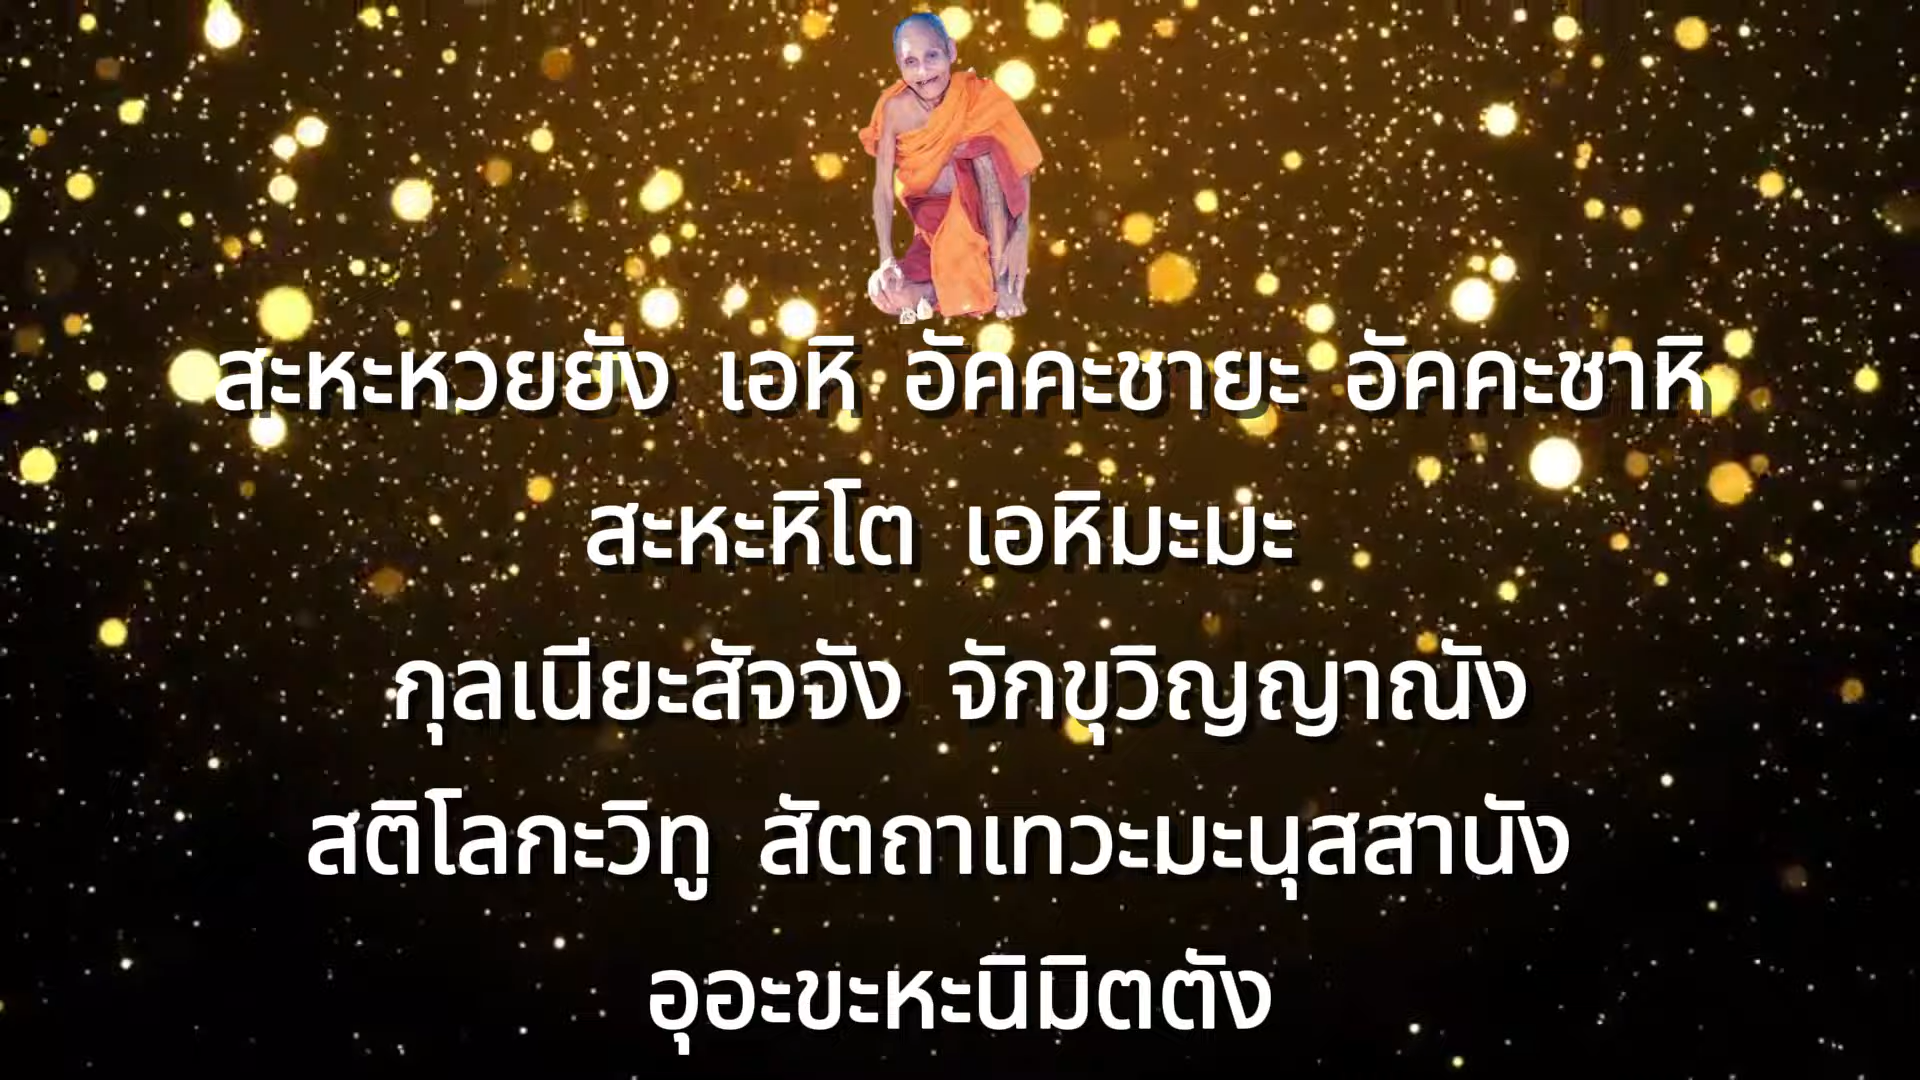 สะหะหวยยัง เอหิ อัคคะชายะ อัคคะชาหิ
สะหะหิโต เอหิมะมะ
กุลเนียะสัจจัง จักขุวิญญาณัง
สติโลกะวิทู สัตถาเทวะมะนุสสานัง
อุอะขะหะนิมิตตัง